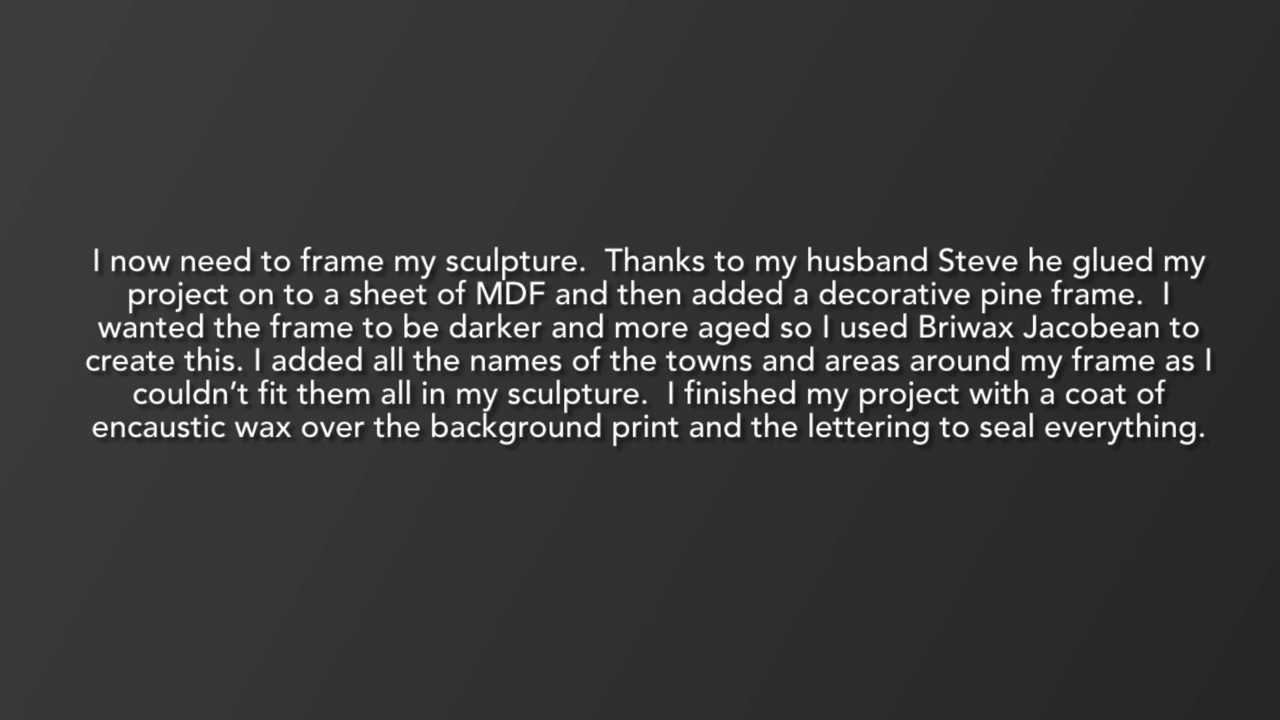 I now need to frame my sculpture.  Thanks to my husband Steve he glued my
project on to a sheet of MDF and then added a decorative pine frame.  I
wanted the frame to be darker and more aged so I used Briwax Jacobean to
create this. I added all the names of the towns and areas around my frame as I
couldn’t fit them all in my sculpture.  I finished my project with a coat of
encaustic wax over the background print and the lettering to seal everything.